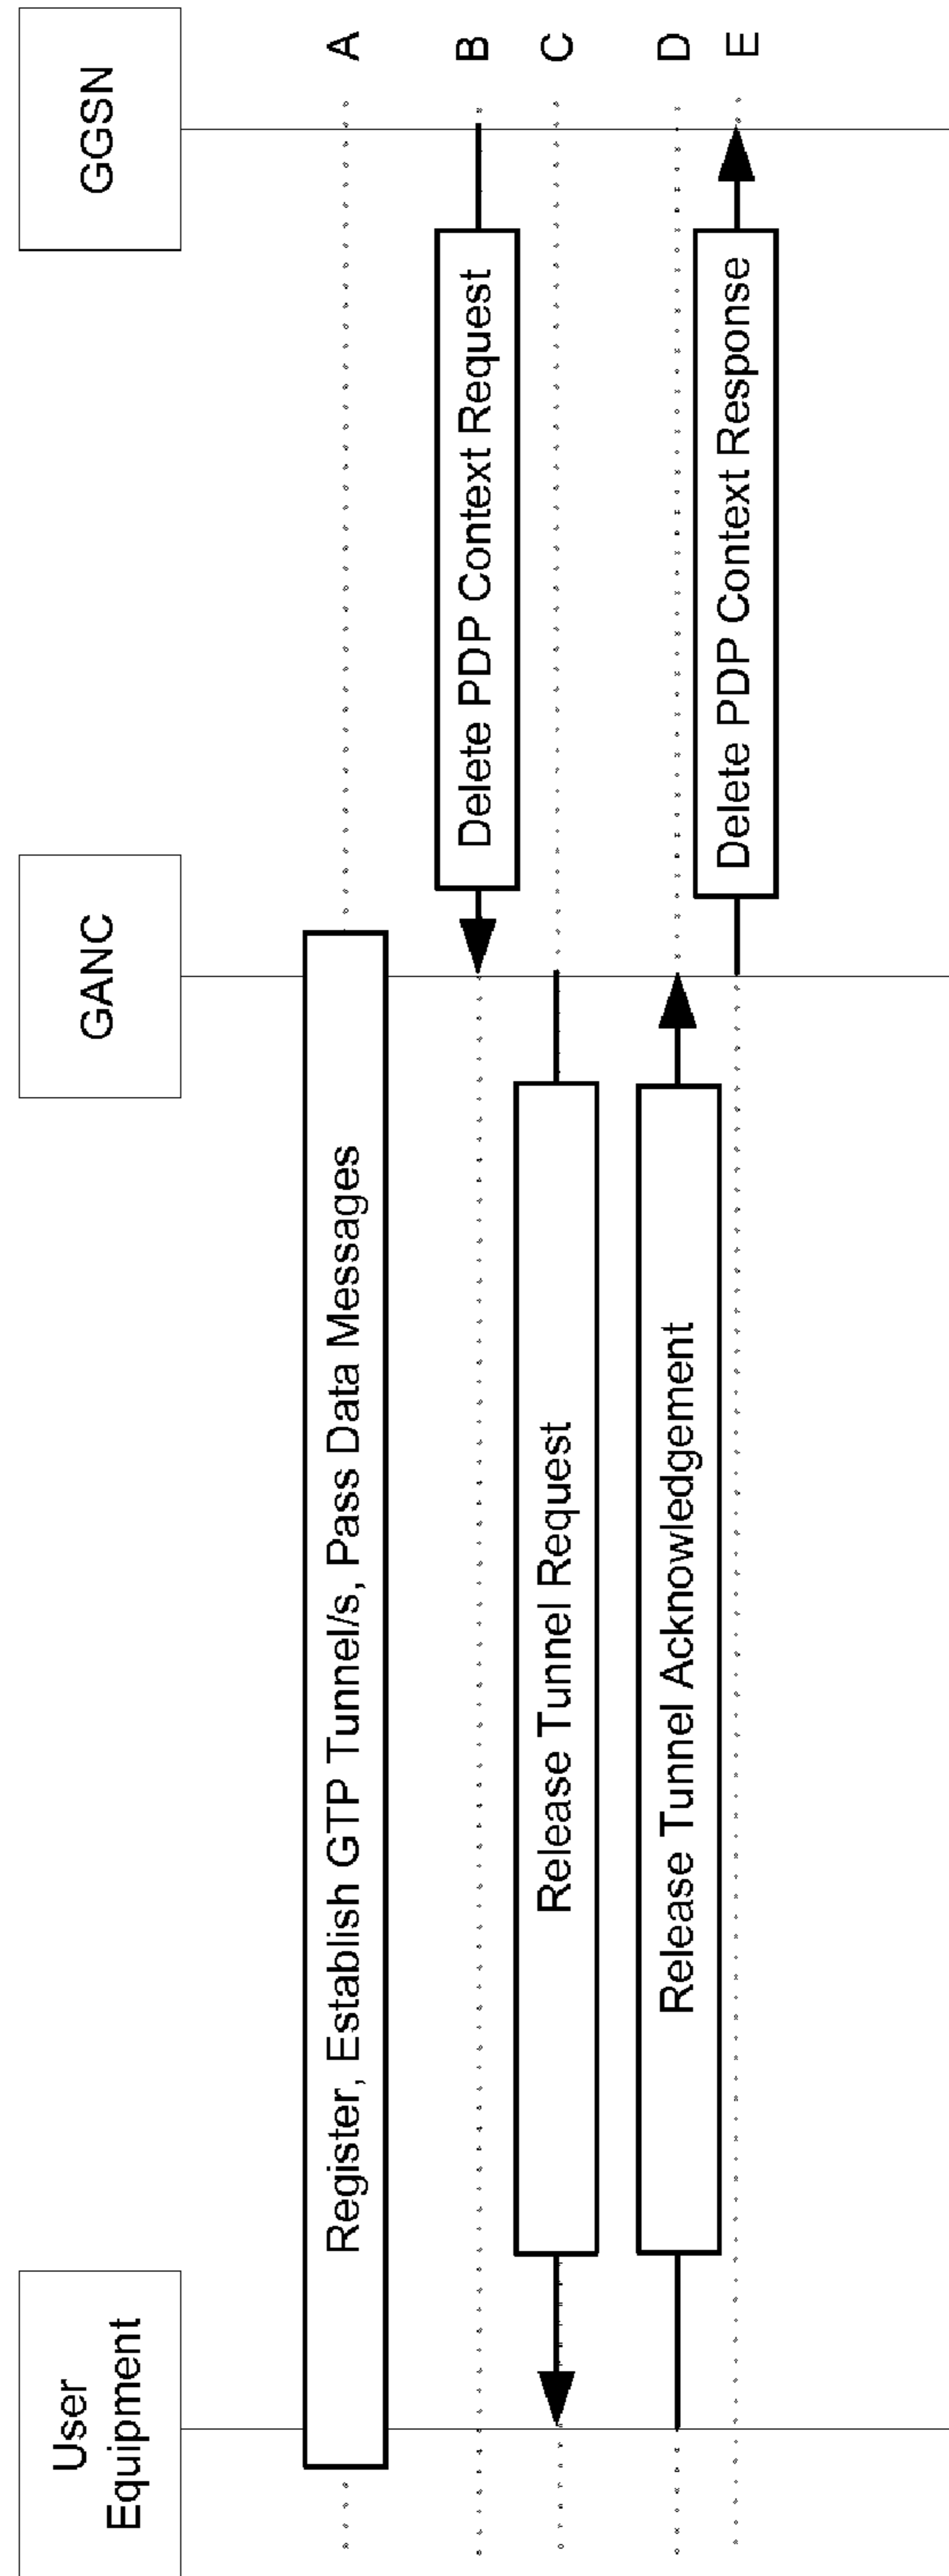 User
Equipment
GANC
GGSN
Register, Establish GTP Tunnel/s, Pass Data Messages
A
Delete PDP Context Request
B
Release Tunnel Request
C
Release Tunnel Acknowledgement
D
Delete PDP Context Response
E